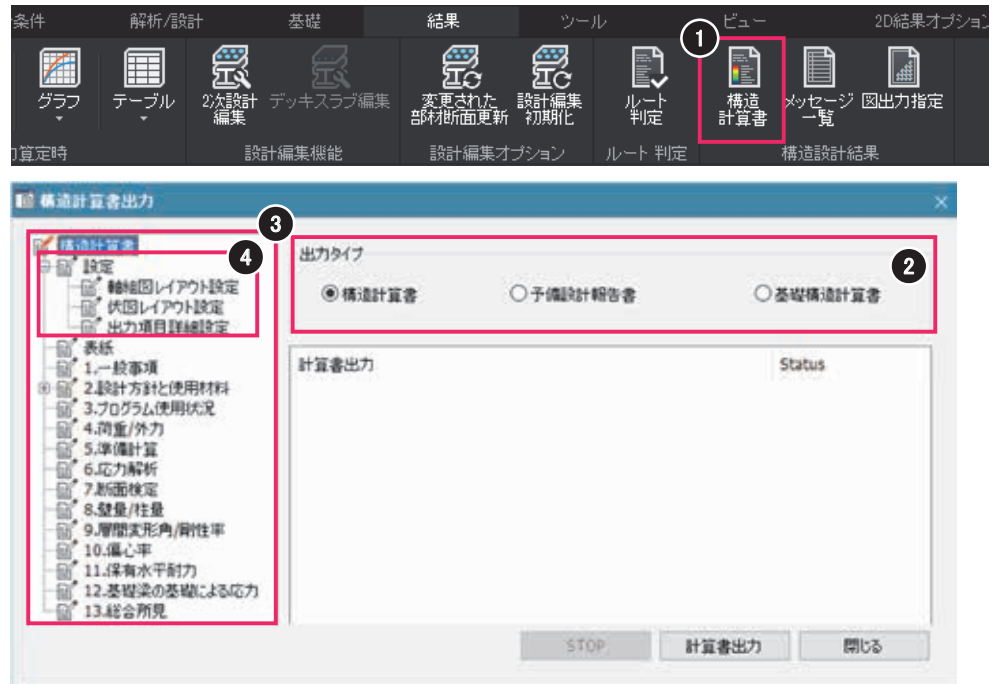 条件 解析/設計 基礎 結果 ツール ビュー 2D結果オプション
1
グラフ テーブル 2次設計編集 デッキスラブ編集 変更された部材断面更新 設計編集初期化 ルート判定 構造計算書 メッセージ一覧 図出力指定
力算定時 設計編集機能 設計編集オプション ルート 判定 構造設計結果
構造計算書出力
3
構造計算書
4
設定
軸組図レイアウト設定
伏図レイアウト設定
出力項目詳細設定
表紙
1.一般事項
2.設計方針と使用材料
3.プログラム使用状況
4.荷重/外力
5.準備計算
6.応力解析
7.断面検定
8.壁量/柱量
9.層間変形角/剛性率
10.偏心率
11.保有水平耐力
12.基礎梁の基礎による応力
13.総合所見
出力タイプ
2
構造計算書 予備設計報告書 基礎構造計算書
計算書出力 Status
STOP 計算書出力 閉じる